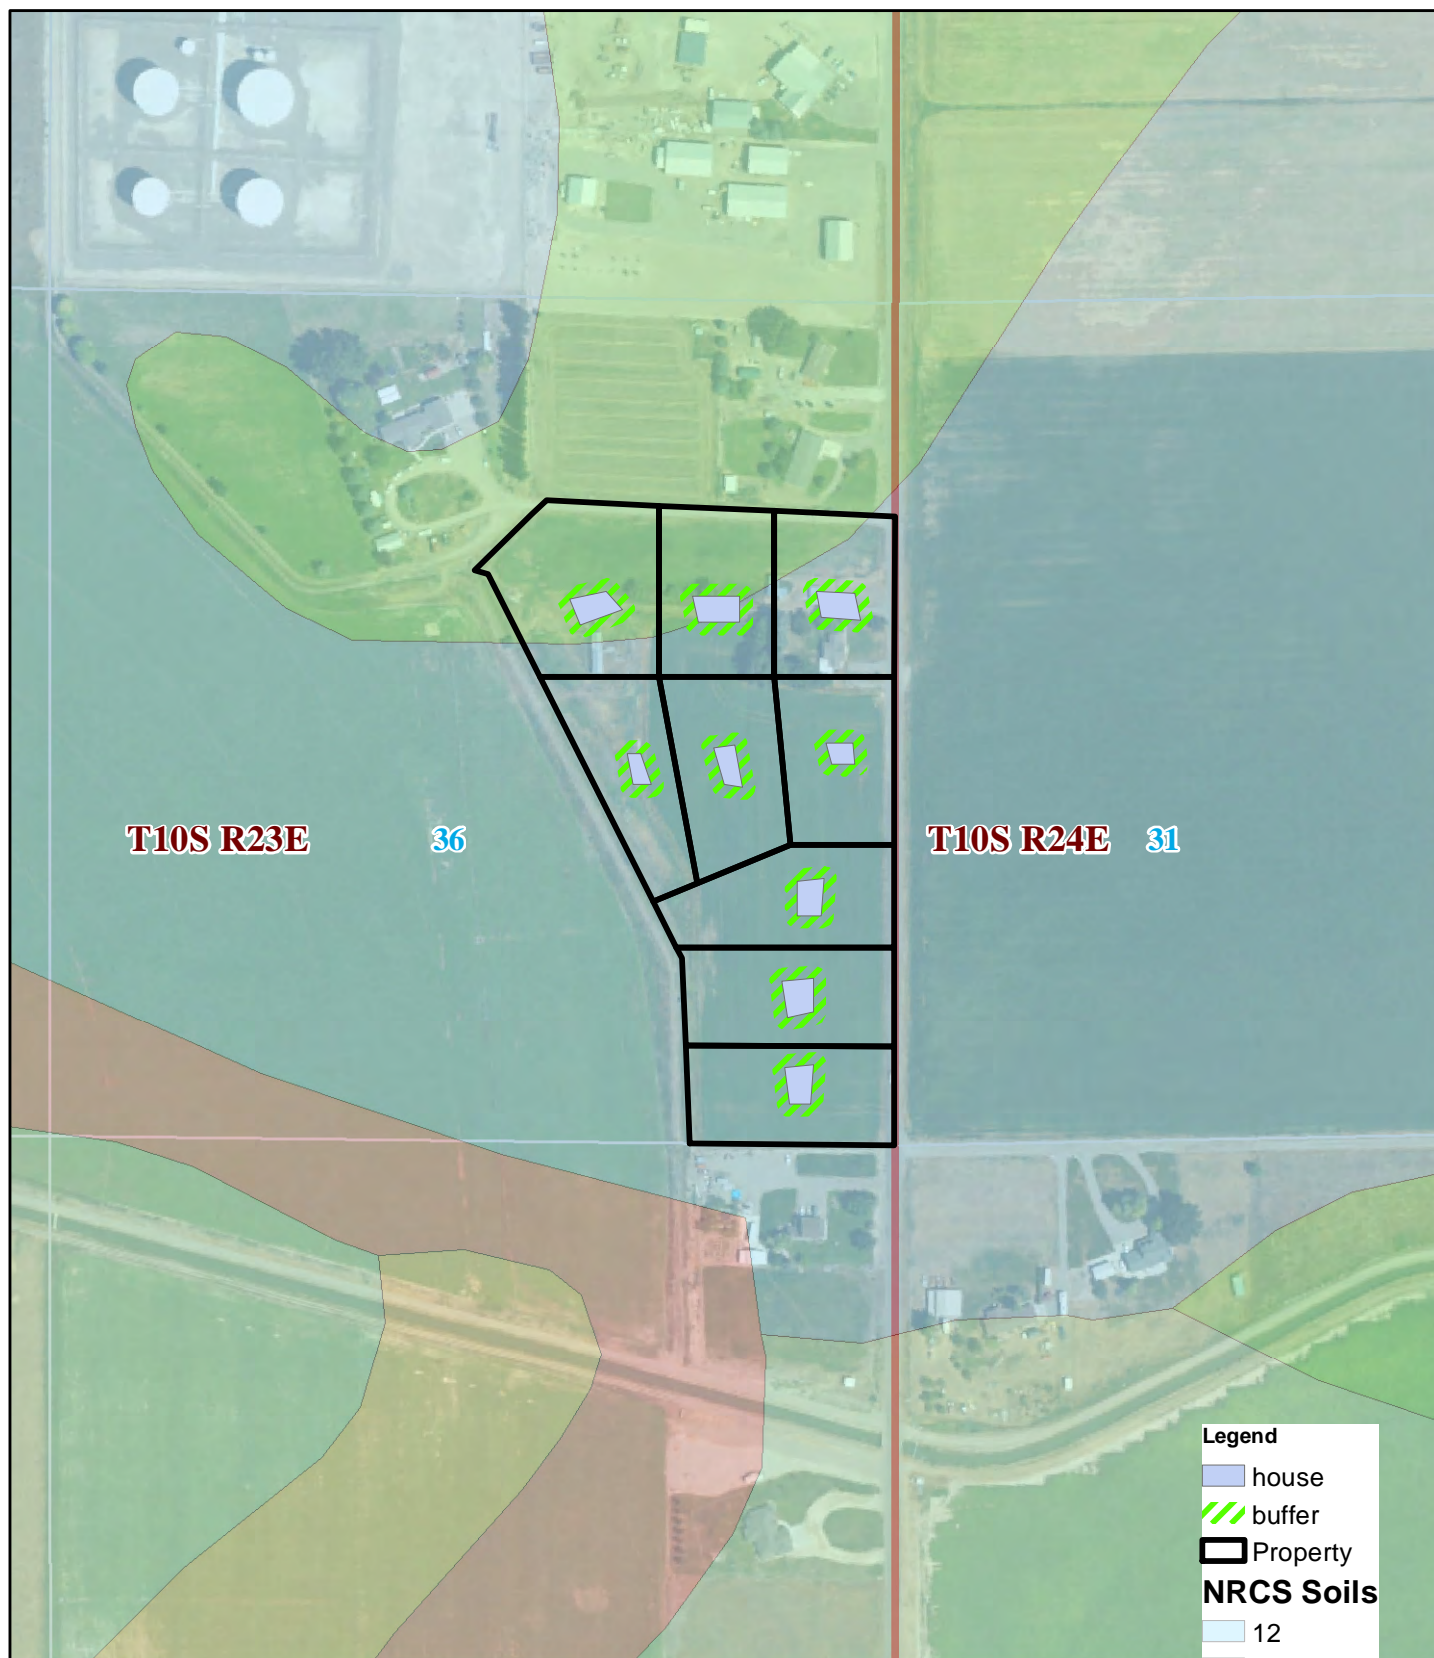 T10S R23E 36 T10S R24E 31
Legend
house
buffer
Property
NRCS Soils
12